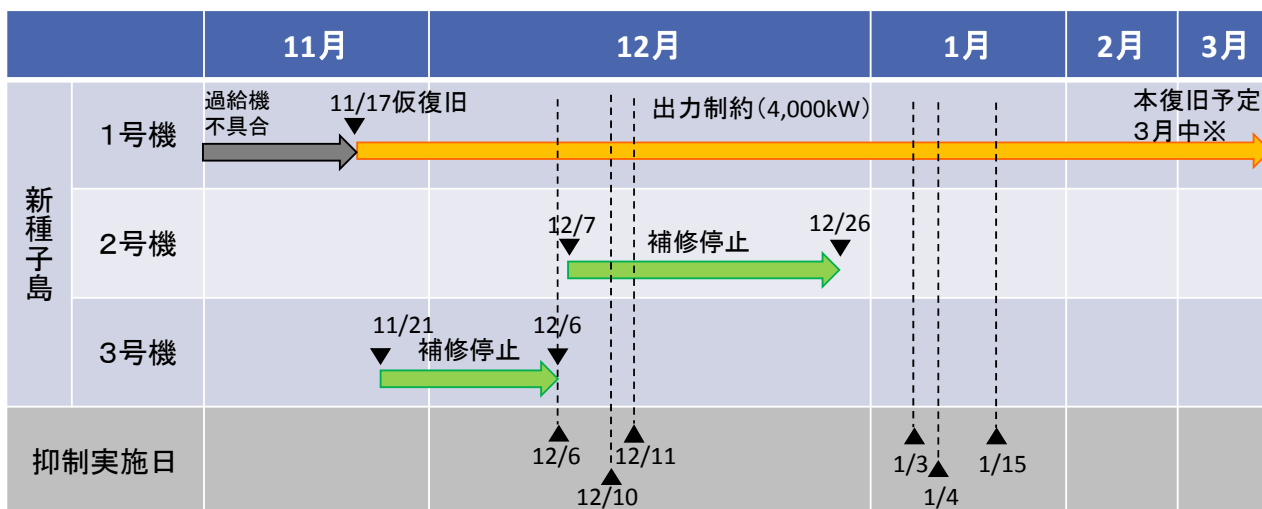 11月 12月 1月 2月 3月
新種子島
1号機
過給機
不具合
11/17仮復旧
出力制約(4,000kW)
本復旧予定
3月中※
2号機
12/7
補修停止
12/26
3号機
11/21
補修停止
12/6
抑制実施日
12/6
12/10
12/11
1/3
1/4
1/15